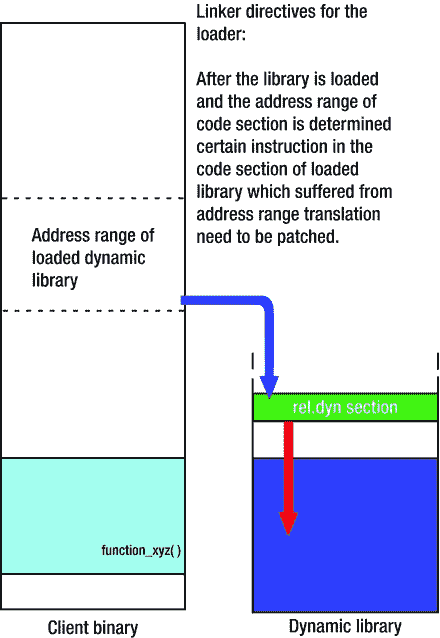 Linker directives for the
loader:
After the library is loaded
and the address range of
code section is determined
certain instruction in the
code section of loaded
library which suffered from
address range translation
need to be patched.
Address range of
loaded dynamic
library
rel.dyn section
function_xyz( )
Client binary
Dynamic library